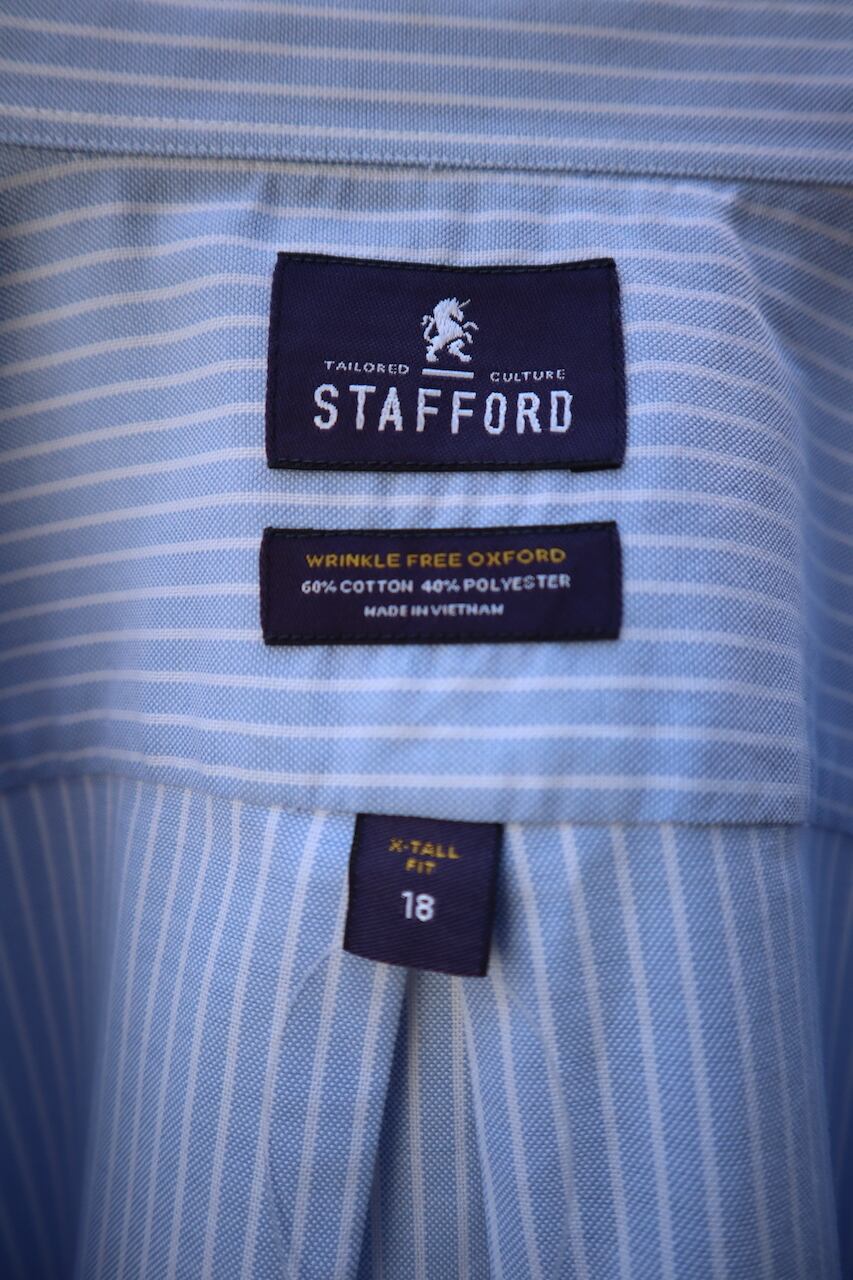 TAILORED CULTURE
STAFFORD
WRINKLE FREE OXFORD
60% COTTON 40% POLYESTER
MADE IN VIETNAM
X-TALL
FIT
18